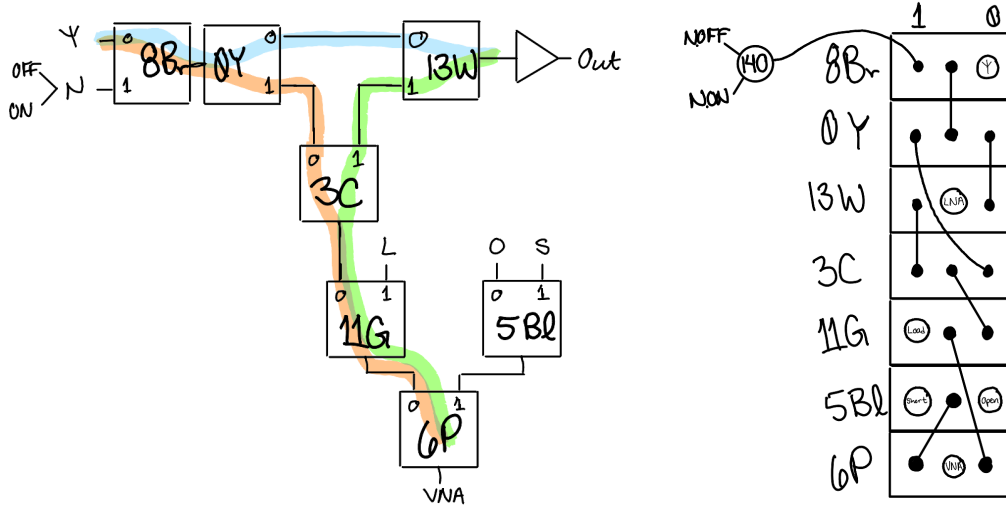 Y 0 8Br 0Y 0 0 13W Out
OFF
ON
N 1 1 1
0 1
3C
L
0 1
11G
O S
0 1
5Bl
0 1
6P
VNA
1 0
N.OFF
N.ON
140
8Br Y
0Y
13W LNA
3C
11G Load
5Bl Short Open
6P VNA